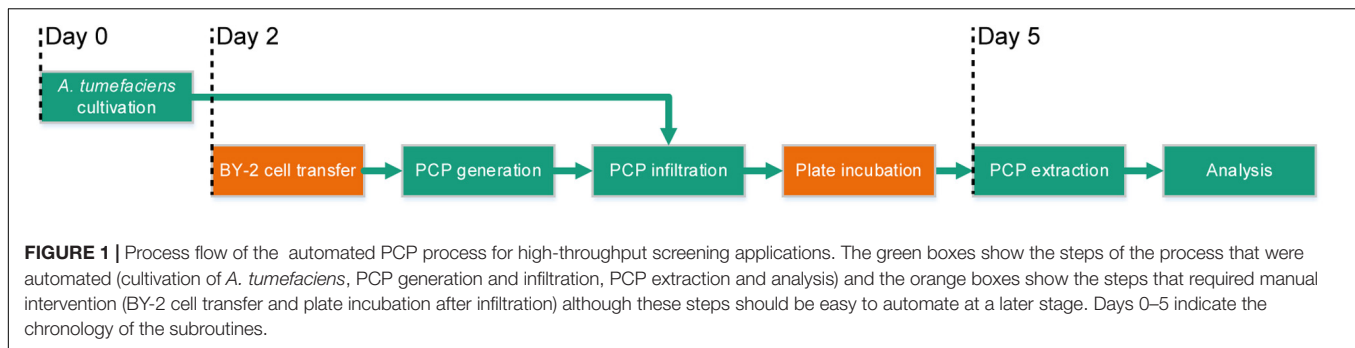 Day 0
Day 2
Day 5
A. tumefaciens
cultivation
BY-2 cell transfer
PCP generation
PCP infiltration
Plate incubation
PCP extraction
Analysis
FIGURE 1 | Process flow of the automated PCP process for high-throughput screening applications. The green boxes show the steps of the process that were
automated (cultivation of A. tumefaciens, PCP generation and infiltration, PCP extraction and analysis) and the orange boxes show the steps that required manual
intervention (BY-2 cell transfer and plate incubation after infiltration) although these steps should be easy to automate at a later stage. Days 0–5 indicate the
chronology of the subroutines.